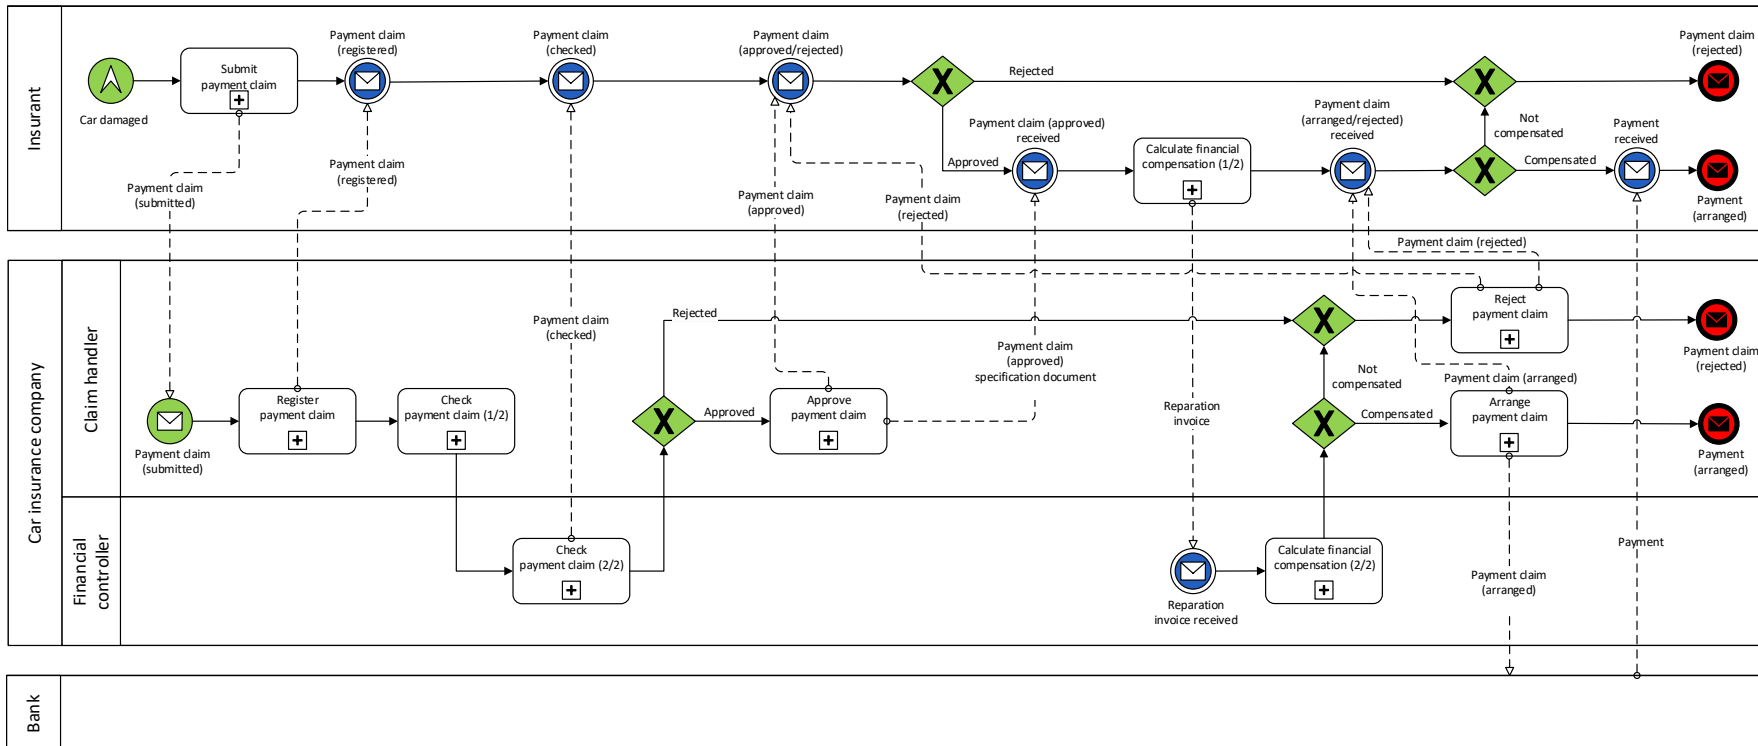 Insurant
Car damaged
Submit
payment claim
Payment claim
(registered)
Payment claim
(checked)
Payment claim
(approved/rejected)
Rejected
Approved
Payment claim (approved)
received
Calculate financial
compensation (1/2)
Payment claim
(arranged/rejected)
received
Not
compensated
Compensated
Payment
received
Payment claim
(rejected)
Payment
(arranged)
Payment claim
(submitted)
Payment claim
(registered)
Payment claim
(approved)
Payment claim
(rejected)
Payment claim (rejected)
Car insurance company
Claim handler
Payment claim
(submitted)
Register
payment claim
Check
payment claim (1/2)
Payment claim
(checked)
Rejected
Approved
Approve
payment claim
Payment claim
(approved)
specification document
Reparation
invoice
Not
compensated
Compensated
Reject
payment claim
Payment claim (arranged)
Arrange
payment claim
Payment claim
(rejected)
Payment
(arranged)
Financial
controller
Check
payment claim (2/2)
Reparation
invoice received
Calculate financial
compensation (2/2)
Payment claim
(arranged)
Payment
Bank